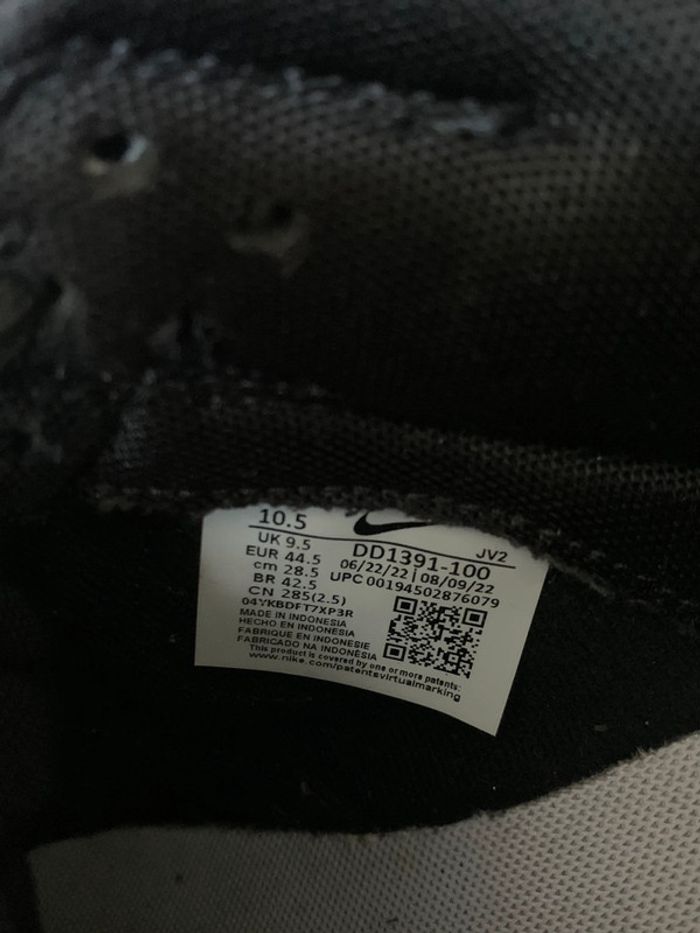 10.5
UK 9.5
EUR 44.5
cm 28.5
BR 42.5
CN 285(2.5)
04YKBDFT7XP3R
JV2
DD1391-100
06/22/22 | 08/09/22
UPC 00194502876079
MADE IN INDONESIA
HECHO EN INDONESIA
FABRIQUE EN INDONESIE
FABRICADO NA INDONÉSIA
This product is covered by one or more patents:
www.nike.com/patentsvirtualmarking